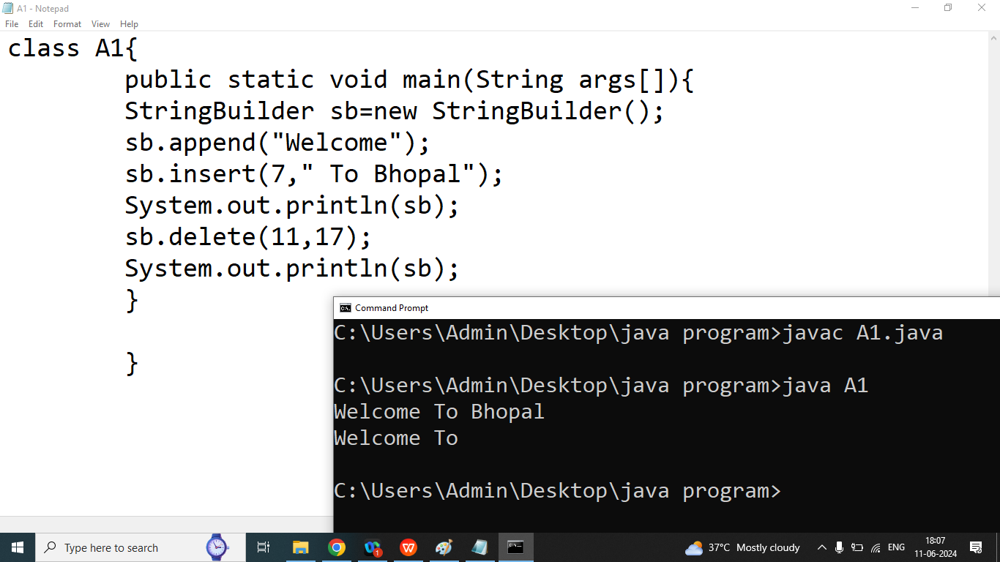 A1 - Notepad
File Edit Format View Help
class A1{
public static void main(String args[]){
StringBuilder sb=new StringBuilder();
sb.append("Welcome");
sb.insert(7," To Bhopal");
System.out.println(sb);
sb.delete(11,17);
System.out.println(sb);
}
}
Command Prompt
C:\Users\Admin\Desktop\java program>javac A1.java
C:\Users\Admin\Desktop\java program>java A1
Welcome To Bhopal
Welcome To
C:\Users\Admin\Desktop\java program>
Type here to search
1
W
37°C Mostly cloudy
ENG
18:07
11-06-2024